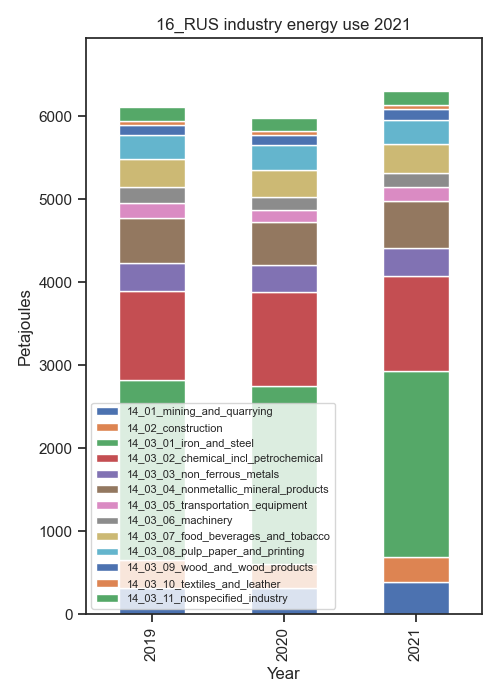 16_RUS industry energy use 2021
Petajoules
6000
5000
4000
3000
2000
1000
0
14_01_mining_and_quarrying
14_02_construction
14_03_01_iron_and_steel
14_03_02_chemical_incl_petrochemical
14_03_03_non_ferrous_metals
14_03_04_nonmetallic_mineral_products
14_03_05_transportation_equipment
14_03_06_machinery
14_03_07_food_beverages_and_tobacco
14_03_08_pulp_paper_and_printing
14_03_09_wood_and_wood_products
14_03_10_textiles_and_leather
14_03_11_nonspecified_industry
2019
2020
2021
Year